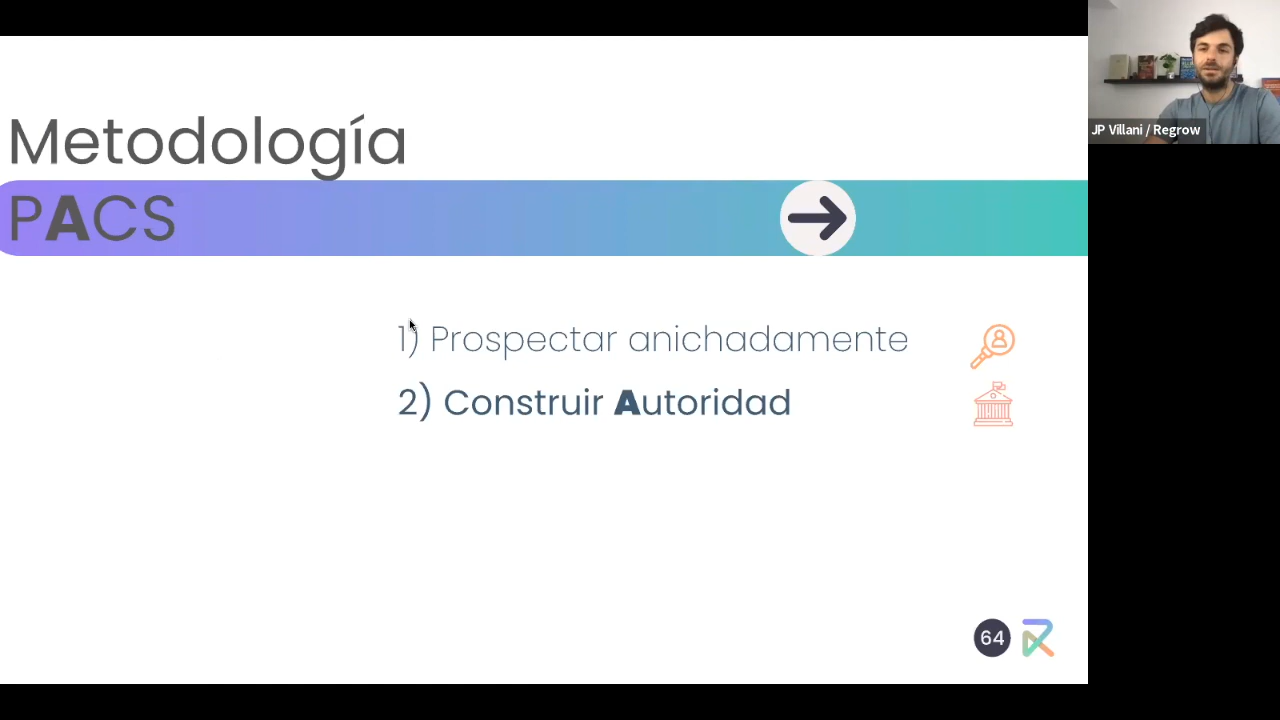 Metodología
PACS
1) Prospectar anichadamente
2) Construir Autoridad
64
JP Villani / Regrow